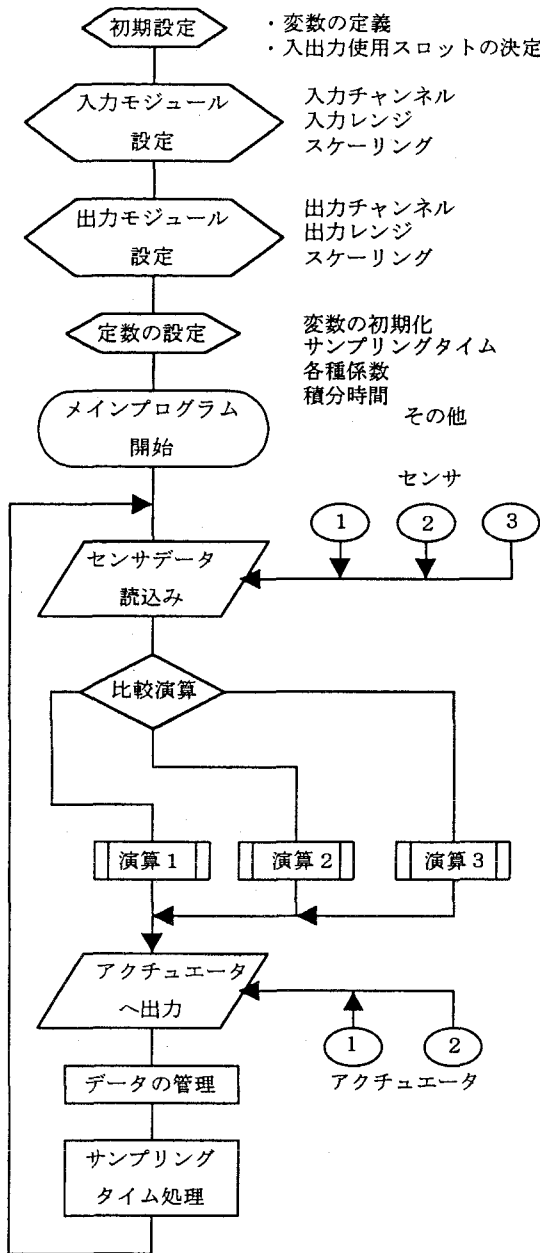 初期設定
・変数の定義
・入出力使用スロットの決定
入力モジュール
設定
入力チャンネル
入力レンジ
スケーリング
出力モジュール
設定
出力チャンネル
出力レンジ
スケーリング
定数の設定
変数の初期化
サンプリングタイム
各種係数
積分時間
その他
メインプログラム
開始
センサ
1
2
3
センサデータ
読込み
比較演算
演算1
演算2
演算3
アクチュエータ
へ出力
1
2
アクチュエータ
データの管理
サンプリング
タイム処理